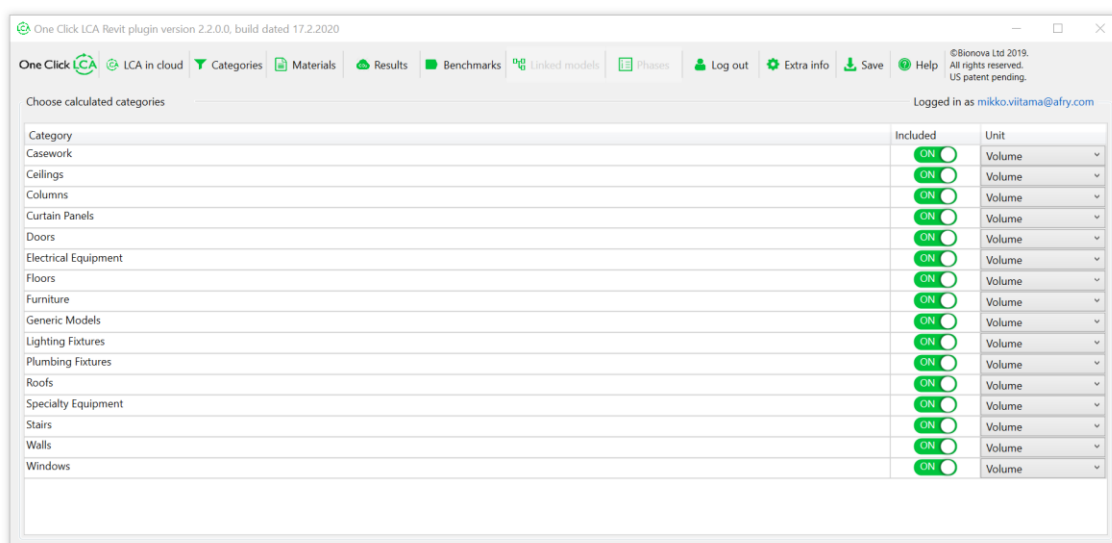 One Click LCA Revit plugin version 2.2.0.0, build dated 17.2.2020
One Click LCA LCA in cloud Categories Materials Results Benchmarks Linked models Phases Log out Extra info Save Help
©Bionova Ltd 2019.
All rights reserved.
US patent pending.
Choose calculated categories Logged in as mikko.viitama@afry.com
Category Included Unit
Casework ON Volume
Ceilings ON Volume
Columns ON Volume
Curtain Panels ON Volume
Doors ON Volume
Electrical Equipment ON Volume
Floors ON Volume
Furniture ON Volume
Generic Models ON Volume
Lighting Fixtures ON Volume
Plumbing Fixtures ON Volume
Roofs ON Volume
Specialty Equipment ON Volume
Stairs ON Volume
Walls ON Volume
Windows ON Volume